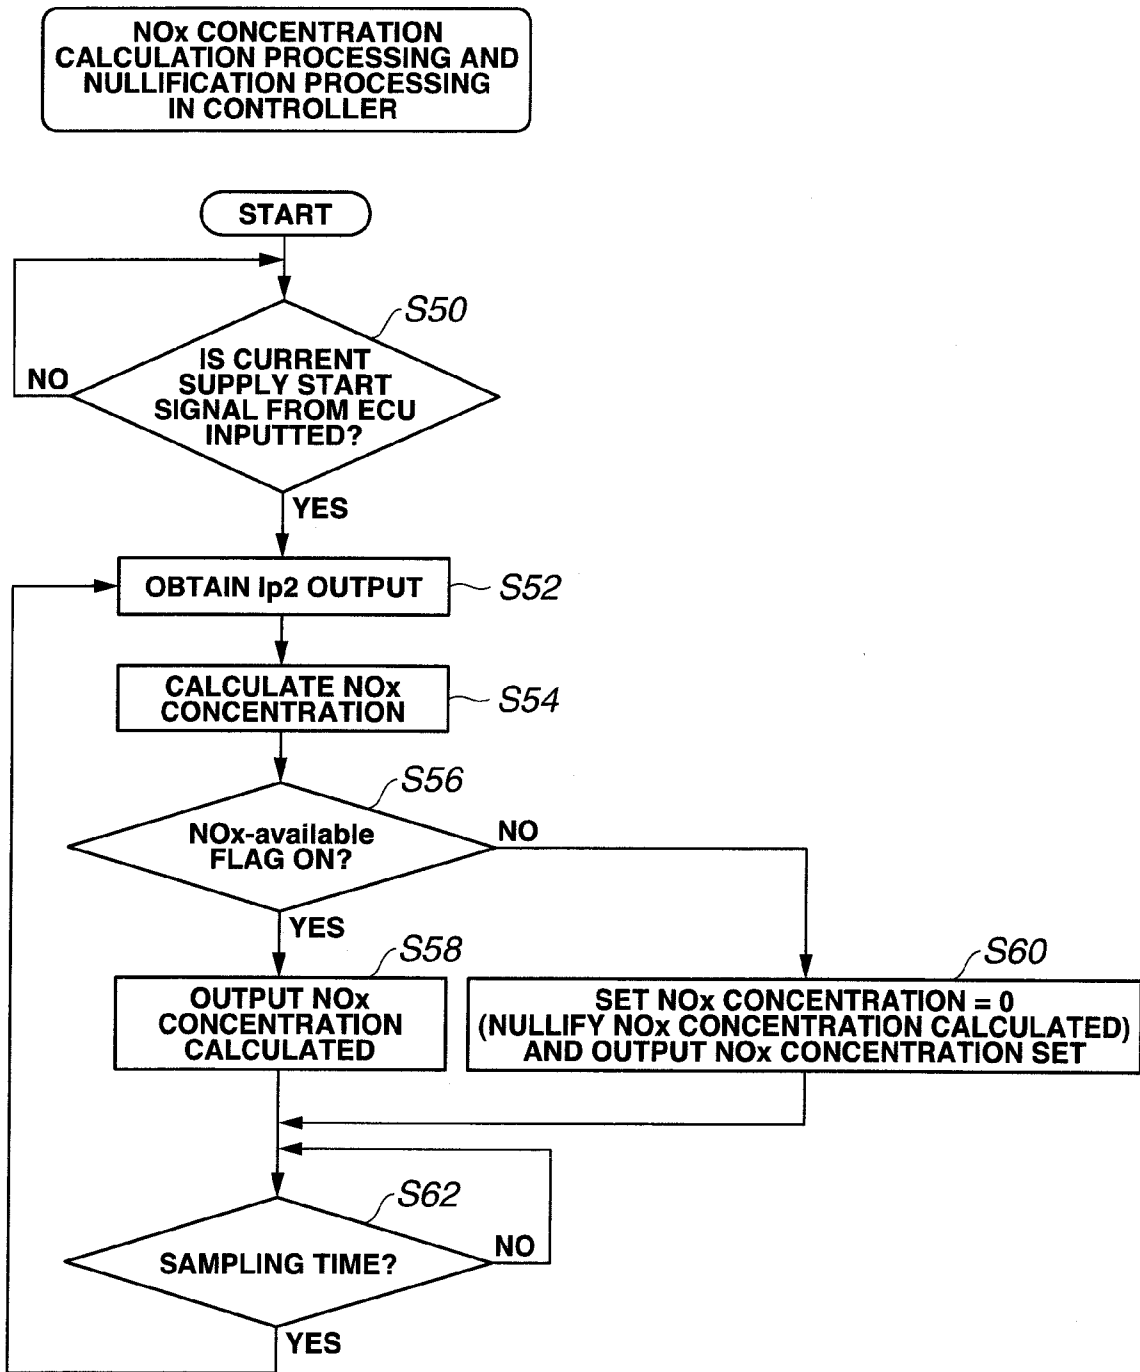 NOx CONCENTRATION
CALCULATION PROCESSING AND
NULLIFICATION PROCESSING
IN CONTROLLER
START
S50
IS CURRENT
SUPPLY START
SIGNAL FROM ECU
INPUTTED?
NO
YES
OBTAIN Ip2 OUTPUT
S52
CALCULATE NOx
CONCENTRATION
S54
S56
NOx-available
FLAG ON?
NO
YES
S58
OUTPUT NOx
CONCENTRATION
CALCULATED
S60
SET NOx CONCENTRATION = 0
(NULLIFY NOx CONCENTRATION CALCULATED)
AND OUTPUT NOx CONCENTRATION SET
S62
SAMPLING TIME?
NO
YES